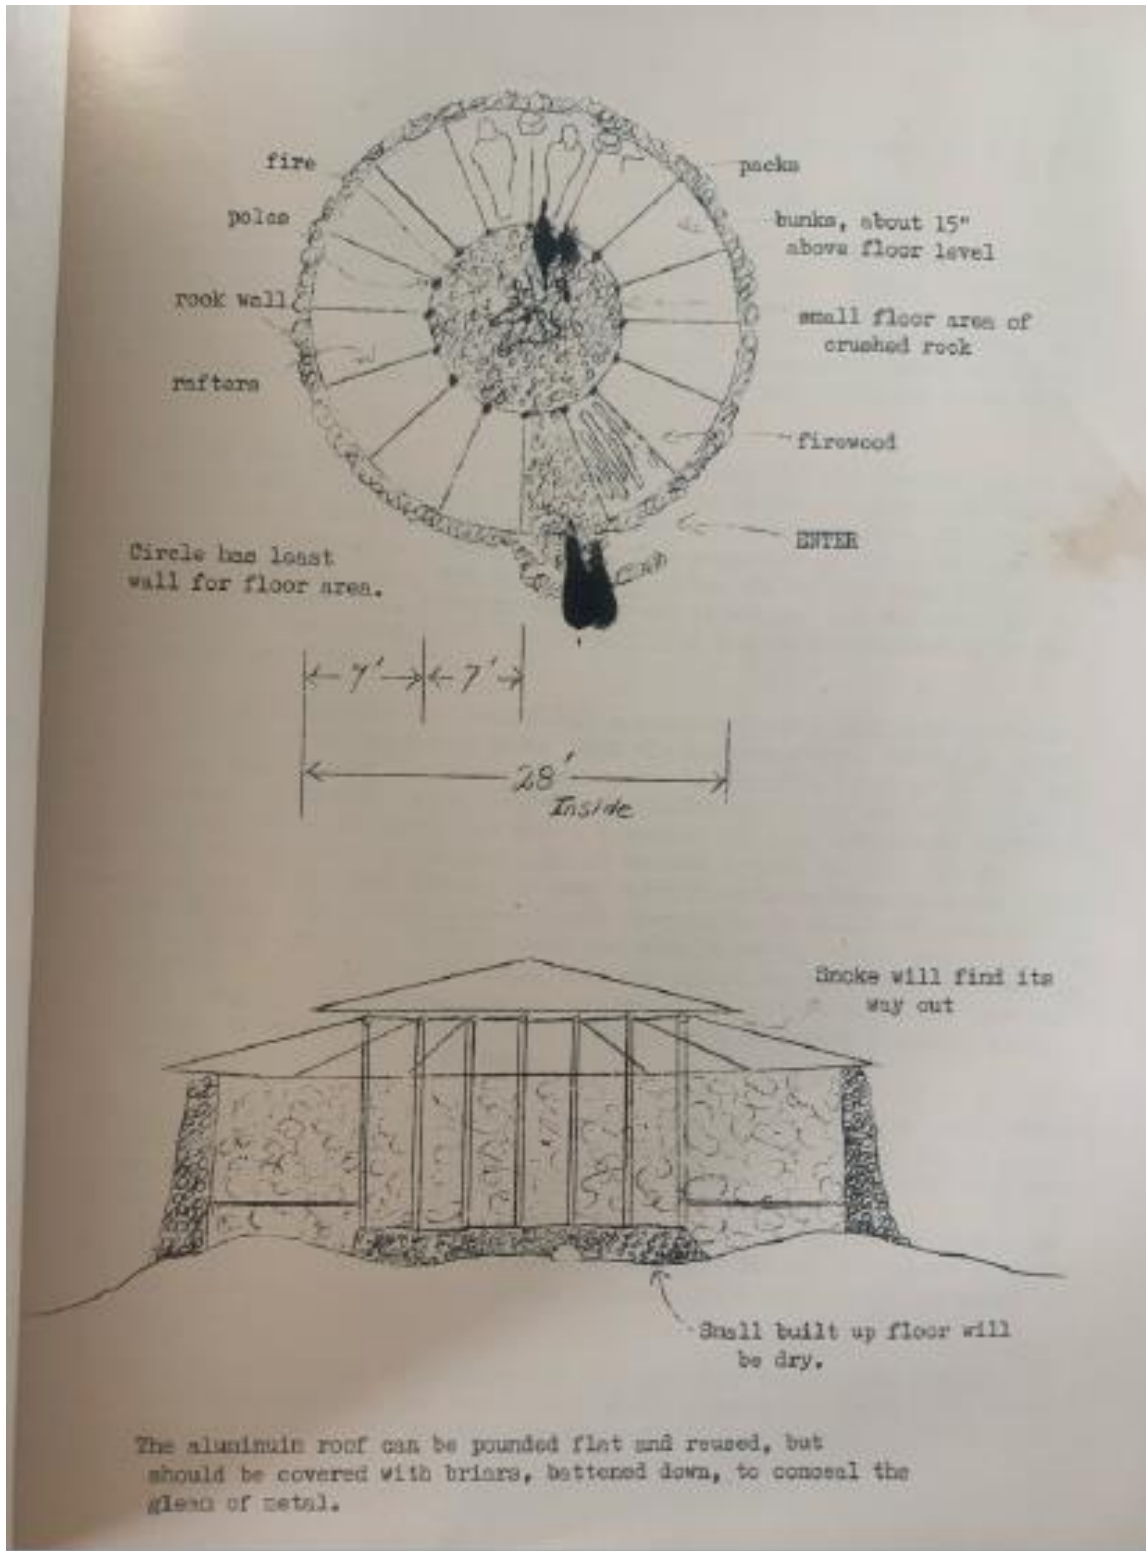 fire
poles
rock wall
rafters
packs
bunks, about 15"
above floor level
small floor area of
crushed rock
firewood
ENTER
Circle has least
wall for floor area.
7'
7'
28'
Inside
Smoke will find its
way out
Small built up floor will
be dry.
The aluminum roof can be pounded flat and reused, but
should be covered with briars, battened down, to conceal the
gleam of metal.